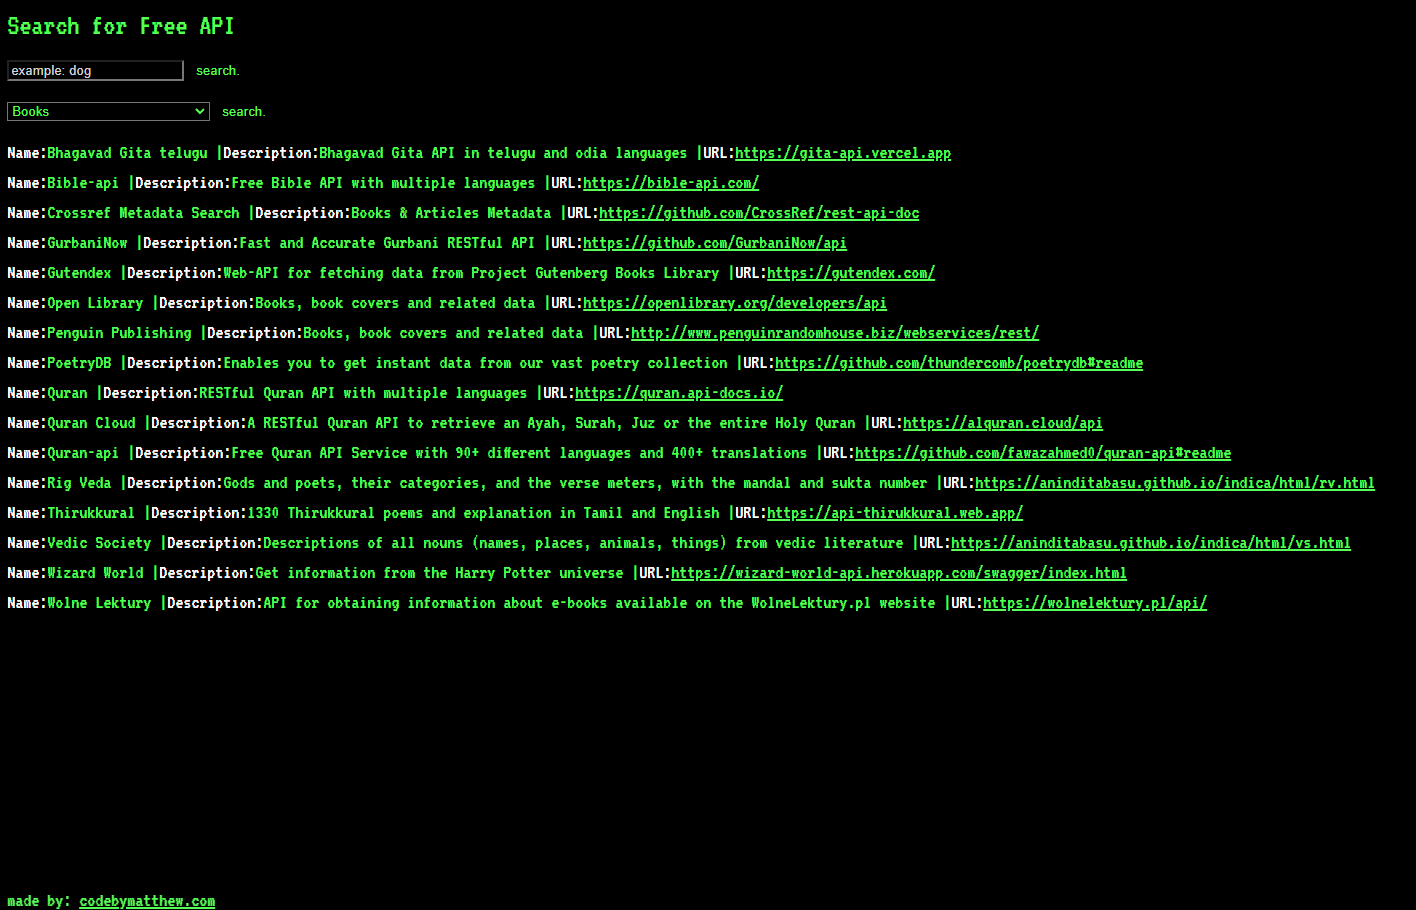 Search for Free API
example: dog search.
Books search.
Name:Bhagavad Gita telugu |Description:Bhagavad Gita API in telugu and odia languages |URL:https://gita-api.vercel.app
Name:Bible-api |Description:Free Bible API with multiple languages |URL:https://bible-api.com/
Name:Crossref Metadata Search |Description:Books & Articles Metadata |URL:https://github.com/CrossRef/rest-api-doc
Name:GurbaniNow |Description:Fast and Accurate Gurbani RESTful API |URL:https://github.com/GurbaniNow/api
Name:Gutendex |Description:Web-API for fetching data from Project Gutenberg Books Library |URL:https://gutendex.com/
Name:Open Library |Description:Books, book covers and related data |URL:https://openlibrary.org/developers/api
Name:Penguin Publishing |Description:Books, book covers and related data |URL:http://www.penguinrandomhouse.biz/webservices/rest/
Name:PoetryDB |Description:Enables you to get instant data from our vast poetry collection |URL:https://github.com/thundercomb/poetrydb#readme
Name:Quran |Description:RESTful Quran API with multiple languages |URL:https://quran.api-docs.io/
Name:Quran Cloud |Description:A RESTful Quran API to retrieve an Ayah, Surah, Juz or the entire Holy Quran |URL:https://alquran.cloud/api
Name:Quran-api |Description:Free Quran API Service with 90+ different languages and 400+ translations |URL:https://github.com/fawazahmed0/quran-api#readme
Name:Rig Veda |Description:Gods and poets, their categories, and the verse meters, with the mandal and sukta number |URL:https://aninditabasu.github.io/indica/html/rv.html
Name:Thirukkural |Description:1330 Thirukkural poems and explanation in Tamil and English |URL:https://api-thirukkural.web.app/
Name:Vedic Society |Description:Descriptions of all nouns (names, places, animals, things) from vedic literature |URL:https://aninditabasu.github.io/indica/html/vs.html
Name:Wizard World |Description:Get information from the Harry Potter universe |URL:https://wizard-world-api.herokuapp.com/swagger/index.html
Name:Wolne Lektury |Description:API for obtaining information about e-books available on the WolneLektury.pl website |URL:https://wolnelektury.pl/api/
made by: codebymatthew.com